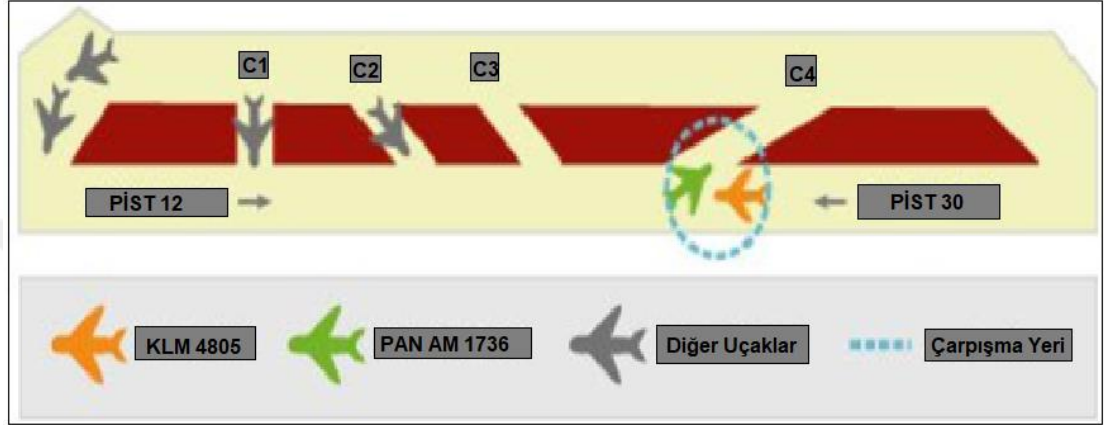 C1
C2
C3
C4
PİST 12
PİST 30
KLM 4805
PAN AM 1736
Diğer Uçaklar
Çarpışma Yeri